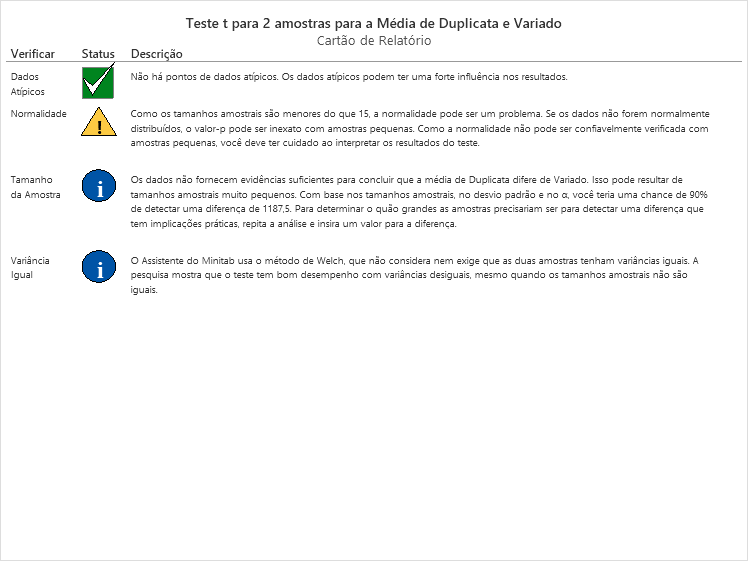 Teste t para 2 amostras para a Média de Duplicata e Variado
Cartão de Relatório
Verificar Status Descrição
Dados Atípicos
Não há pontos de dados atípicos. Os dados atípicos podem ter uma forte influência nos resultados.
Normalidade
Como os tamanhos amostrais são menores do que 15, a normalidade pode ser um problema. Se os dados não forem normalmente
distribuídos, o valor-p pode ser inexato com amostras pequenas. Como a normalidade não pode ser confiavelmente verificada com
amostras pequenas, você deve ter cuidado ao interpretar os resultados do teste.
Tamanho
da Amostra
Os dados não fornecem evidências suficientes para concluir que a média de Duplicata difere de Variado. Isso pode resultar de
tamanhos amostrais muito pequenos. Com base nos tamanhos amostrais, no desvio padrão e no α, você teria uma chance de 90%
de detectar uma diferença de 1187,5. Para determinar o quão grandes as amostras precisariam ser para detectar uma diferença que
tem implicações práticas, repita a análise e insira um valor para a diferença.
Variância
Igual
O Assistente do Minitab usa o método de Welch, que não considera nem exige que as duas amostras tenham variâncias iguais. A
pesquisa mostra que o teste tem bom desempenho com variâncias desiguais, mesmo quando os tamanhos amostrais não são
iguais.